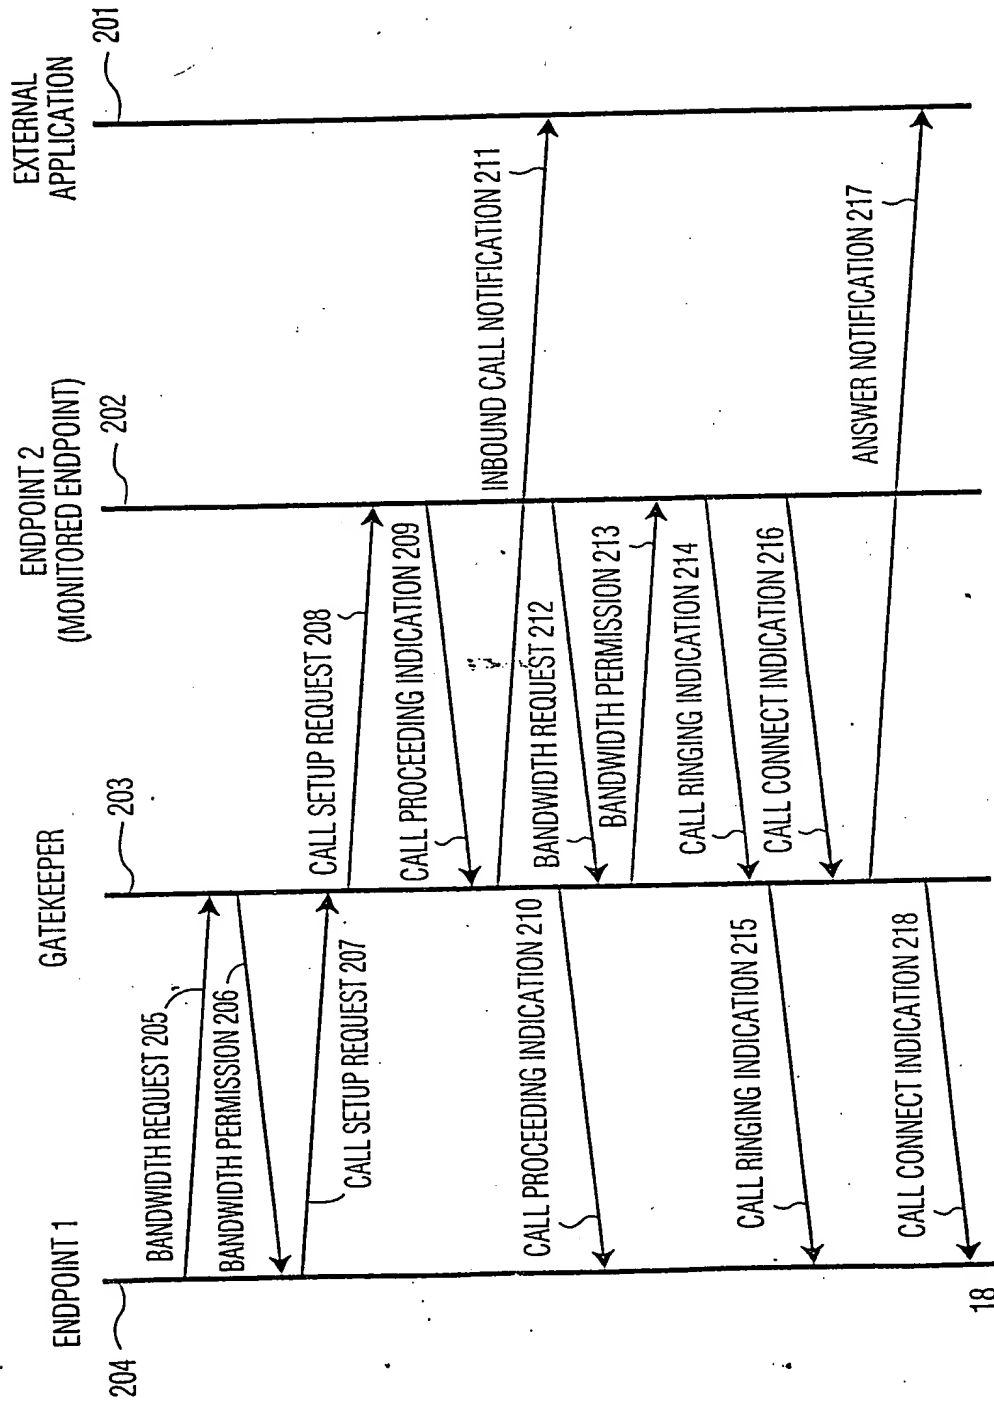 ENDPOINT 1
GATEKEEPER
ENDPOINT 2
(MONITORED ENDPOINT)
EXTERNAL
APPLICATION
204
203
202
201
BANDWIDTH REQUEST 205
BANDWIDTH PERMISSION 206
CALL SETUP REQUEST 207
CALL SETUP REQUEST 208
CALL PROCEEDING INDICATION 209
CALL PROCEEDING INDICATION 210
INBOUND CALL NOTIFICATION 211
BANDWIDTH REQUEST 212
BANDWIDTH PERMISSION 213
CALL RINGING INDICATION 214
CALL RINGING INDICATION 215
CALL CONNECT INDICATION 216
ANSWER NOTIFICATION 217
CALL CONNECT INDICATION 218
18